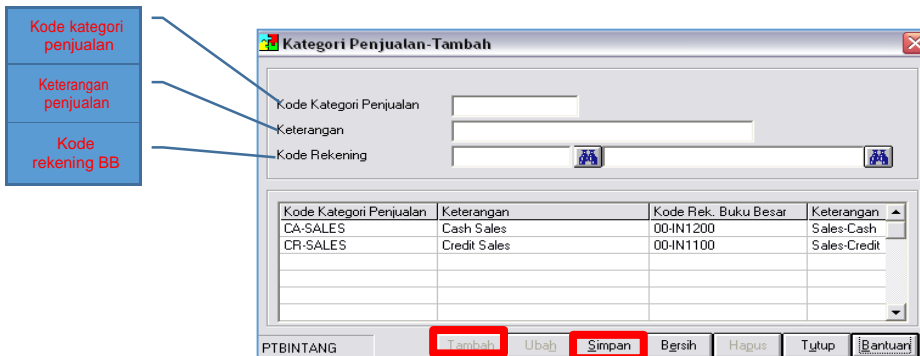 Kode kategori
penjualan
Keterangan
penjualan
Kode
rekening BB
Kategori Penjualan-Tambah
Kode Kategori Penjualan
Keterangan
Kode Rekening
Kode Kategori Penjualan Keterangan Kode Rek. Buku Besar Keterangan
CA-SALES Cash Sales 00-IN1200 Sales-Cash
CR-SALES Credit Sales 00-IN1100 Sales-Credit
PTBINTANG Tambah Ubah Simpan Bersih Hapus Tutup Bantuan